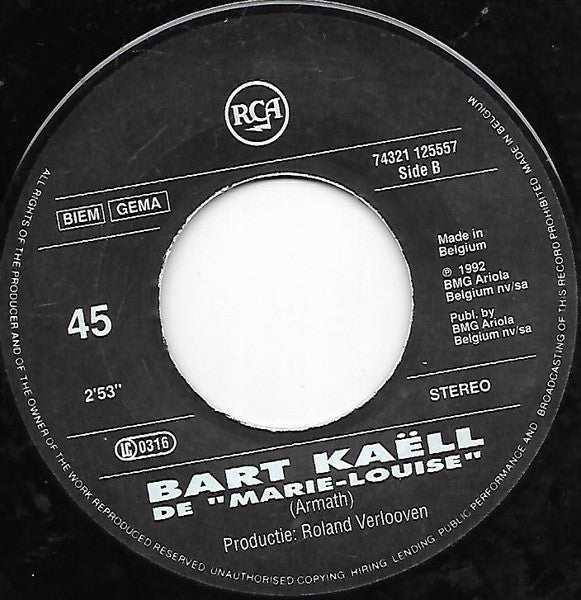 RCA
74321 125557
Side B
BIEM GEMA
Made in
Belgium
℗ 1992
BMG Ariola
Belgium nv/sa
Publ. by
BMG Ariola
Belgium nv/sa
45
2'53"
STEREO
LC 0316
BART KAËLL
DE "MARIE-LOUISE"
(Armath)
Productie: Roland Verlooven
ALL RIGHTS OF THE PRODUCER AND OF THE OWNER OF THE WORK REPRODUCED RESERVED UNAUTHORISED COPYING HIRING LENDING PUBLIC PERFORMANCE AND BROADCASTING OF THIS RECORD PROHIBITED MADE IN BELGIUM